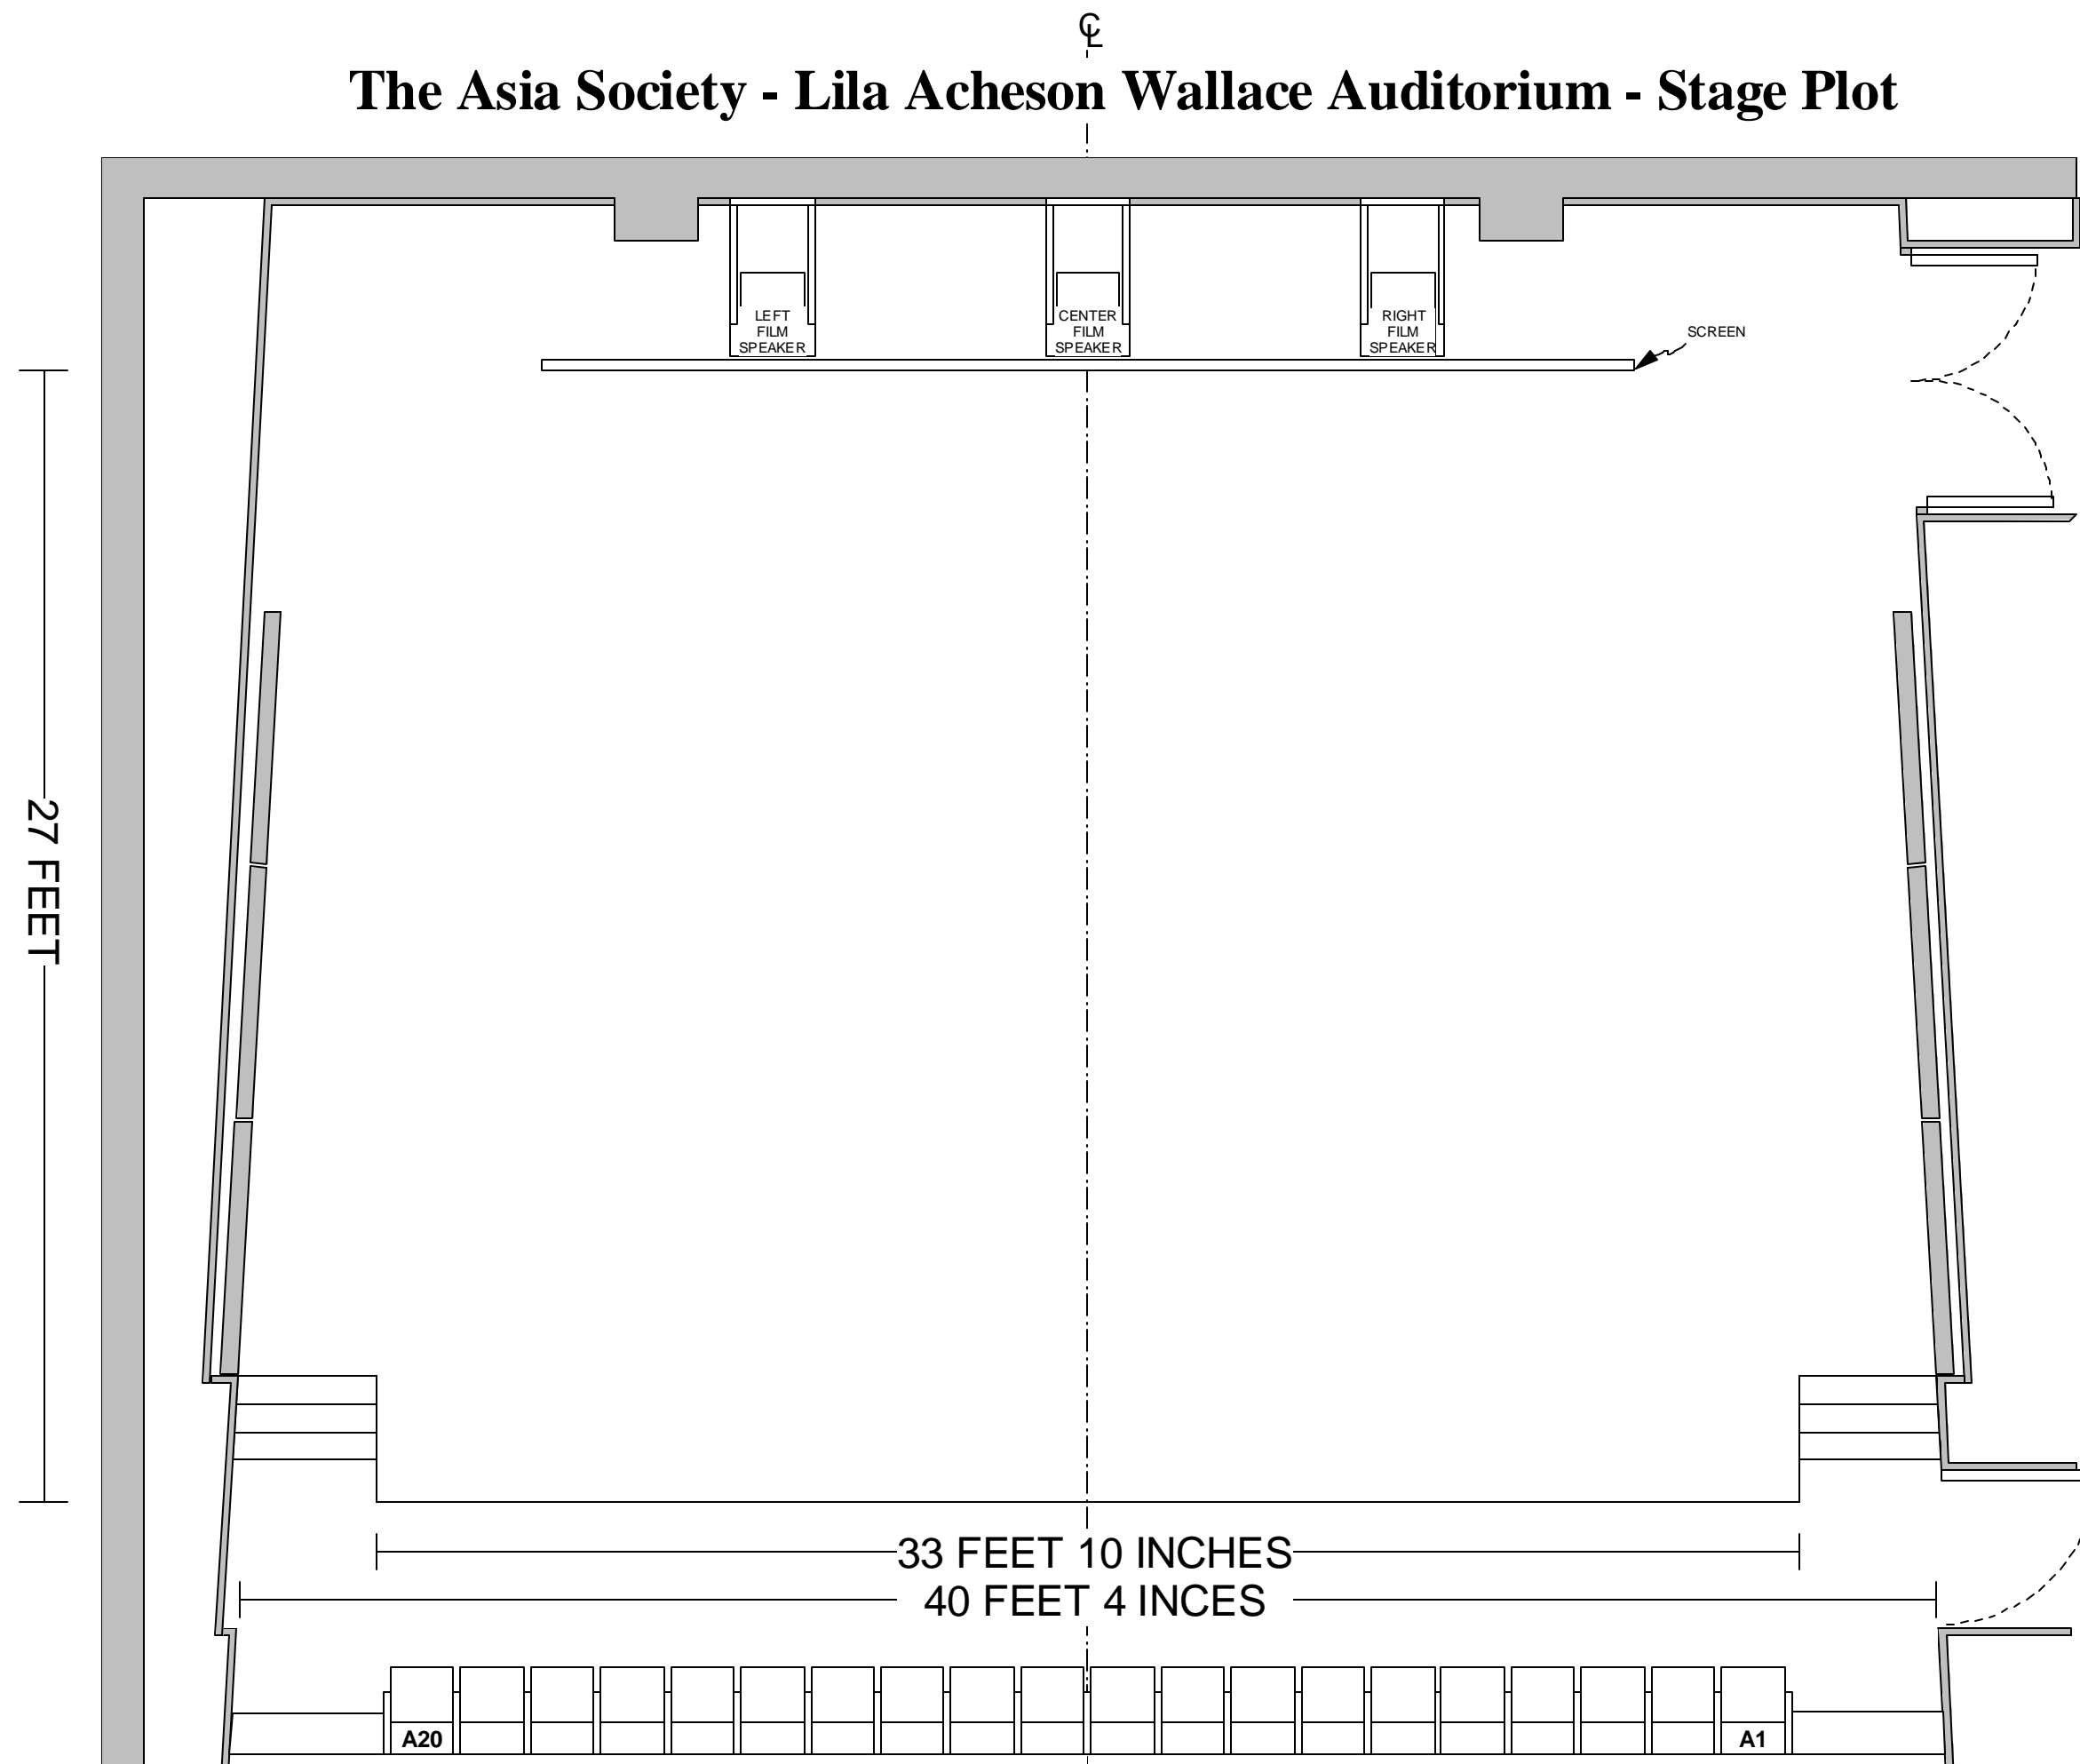 ℄
The Asia Society - Lila Acheson Wallace Auditorium - Stage Plot
LEFT
FILM
SPEAKER
CENTER
FILM
SPEAKER
RIGHT
FILM
SPEAKER
SCREEN
27 FEET
33 FEET 10 INCHES
40 FEET 4 INCES
A20
A1